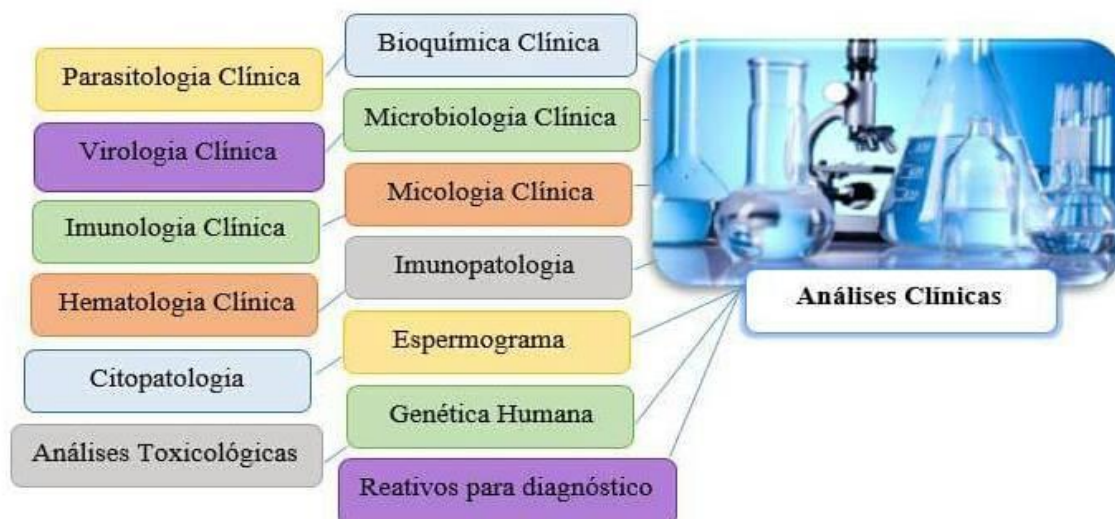 Parasitologia Clínica
Virologia Clínica
Imunologia Clínica
Hematologia Clínica
Citopatologia
Análises Toxicológicas
Bioquímica Clínica
Microbiologia Clínica
Micologia Clínica
Imunopatologia
Espermograma
Genética Humana
Reativos para diagnóstico
Análises Clínicas